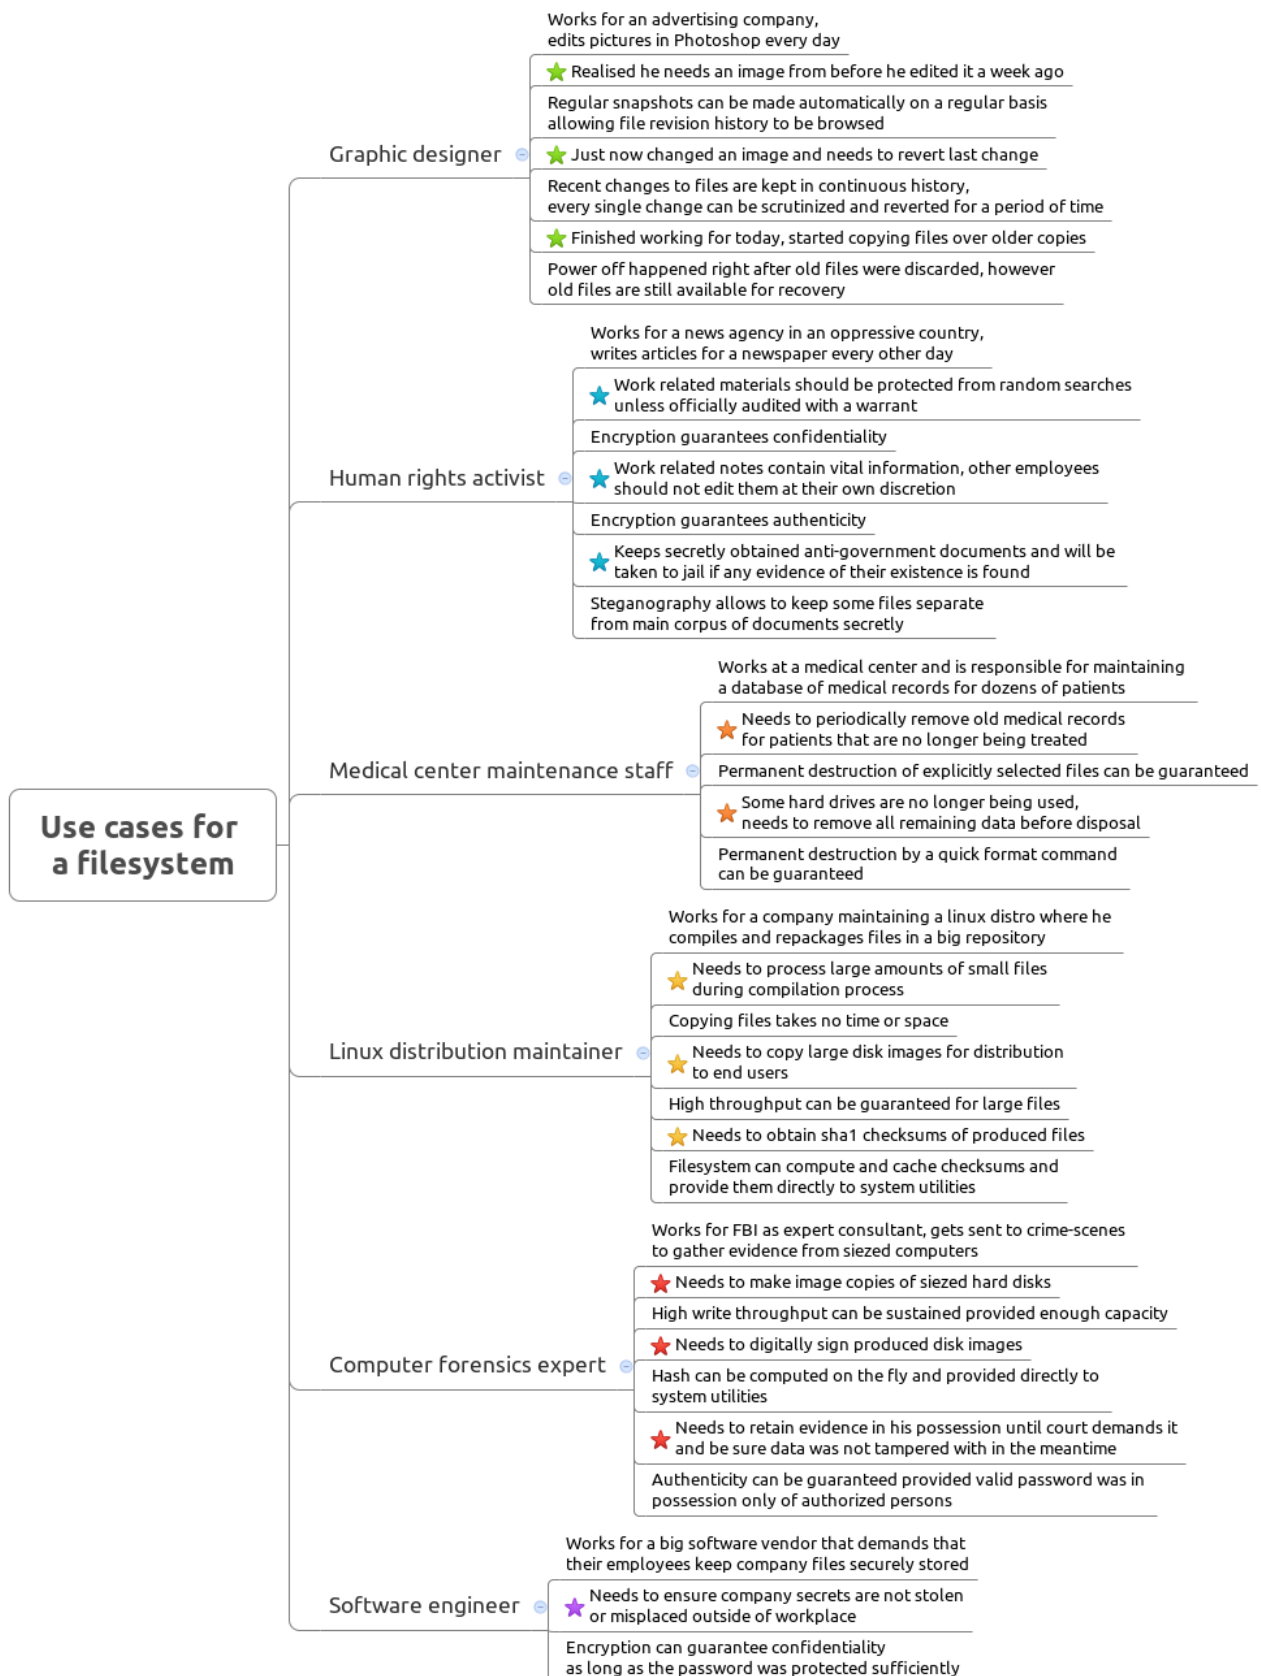 Use cases for
a filesystem
Graphic designer
Works for an advertising company,
edits pictures in Photoshop every day
Realised he needs an image from before he edited it a week ago
Regular snapshots can be made automatically on a regular basis
allowing file revision history to be browsed
Just now changed an image and needs to revert last change
Recent changes to files are kept in continuous history,
every single change can be scrutinized and reverted for a period of time
Finished working for today, started copying files over older copies
Power off happened right after old files were discarded, however
old files are still available for recovery
Human rights activist
Works for a news agency in an oppressive country,
writes articles for a newspaper every other day
Work related materials should be protected from random searches
unless officially audited with a warrant
Encryption guarantees confidentiality
Work related notes contain vital information, other employees
should not edit them at their own discretion
Encryption guarantees authenticity
Keeps secretly obtained anti-government documents and will be
taken to jail if any evidence of their existence is found
Steganography allows to keep some files separate
from main corpus of documents secretly
Medical center maintenance staff
Works at a medical center and is responsible for maintaining
a database of medical records for dozens of patients
Needs to periodically remove old medical records
for patients that are no longer being treated
Permanent destruction of explicitly selected files can be guaranteed
Some hard drives are no longer being used,
needs to remove all remaining data before disposal
Permanent destruction by a quick format command
can be guaranteed
Linux distribution maintainer
Works for a company maintaining a linux distro where he
compiles and repackages files in a big repository
Needs to process large amounts of small files
during compilation process
Copying files takes no time or space
Needs to copy large disk images for distribution
to end users
High throughput can be guaranteed for large files
Needs to obtain sha1 checksums of produced files
Filesystem can compute and cache checksums and
provide them directly to system utilities
Computer forensics expert
Works for FBI as expert consultant, gets sent to crime-scenes
to gather evidence from siezed computers
Needs to make image copies of siezed hard disks
High write throughput can be sustained provided enough capacity
Needs to digitally sign produced disk images
Hash can be computed on the fly and provided directly to
system utilities
Needs to retain evidence in his possession until court demands it
and be sure data was not tampered with in the meantime
Authenticity can be guaranteed provided valid password was in
possession only of authorized persons
Software engineer
Works for a big software vendor that demands that
their employees keep company files securely stored
Needs to ensure company secrets are not stolen
or misplaced outside of workplace
Encryption can guarantee confidentiality
as long as the password was protected sufficiently